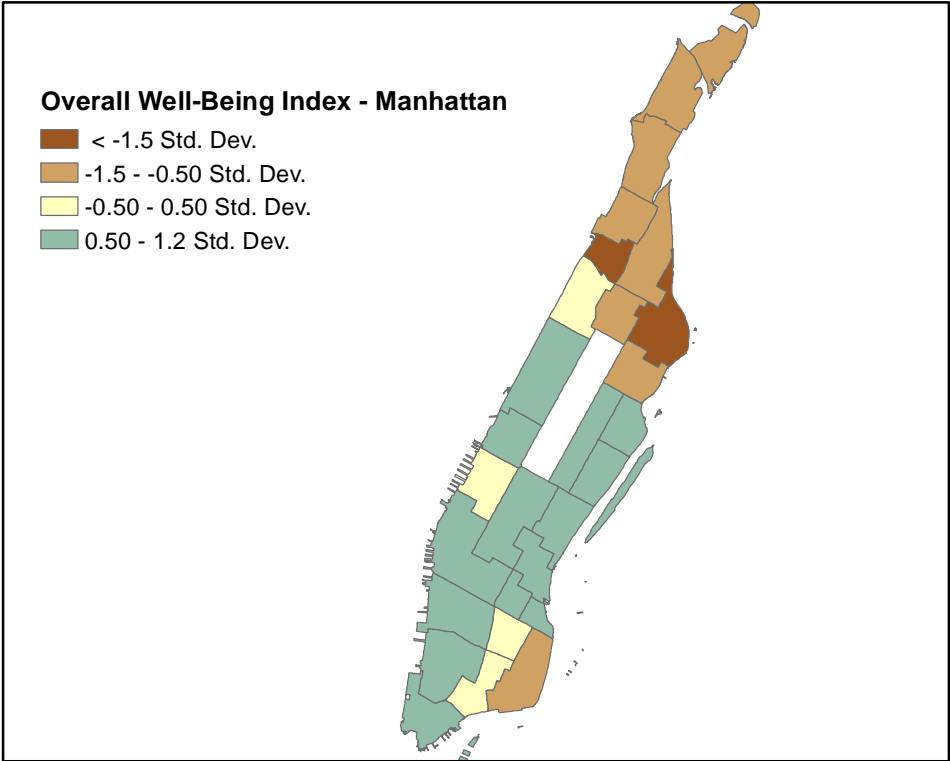 Overall Well-Being Index - Manhattan
< -1.5 Std. Dev.
-1.5 - -0.50 Std. Dev.
-0.50 - 0.50 Std. Dev.
0.50 - 1.2 Std. Dev.